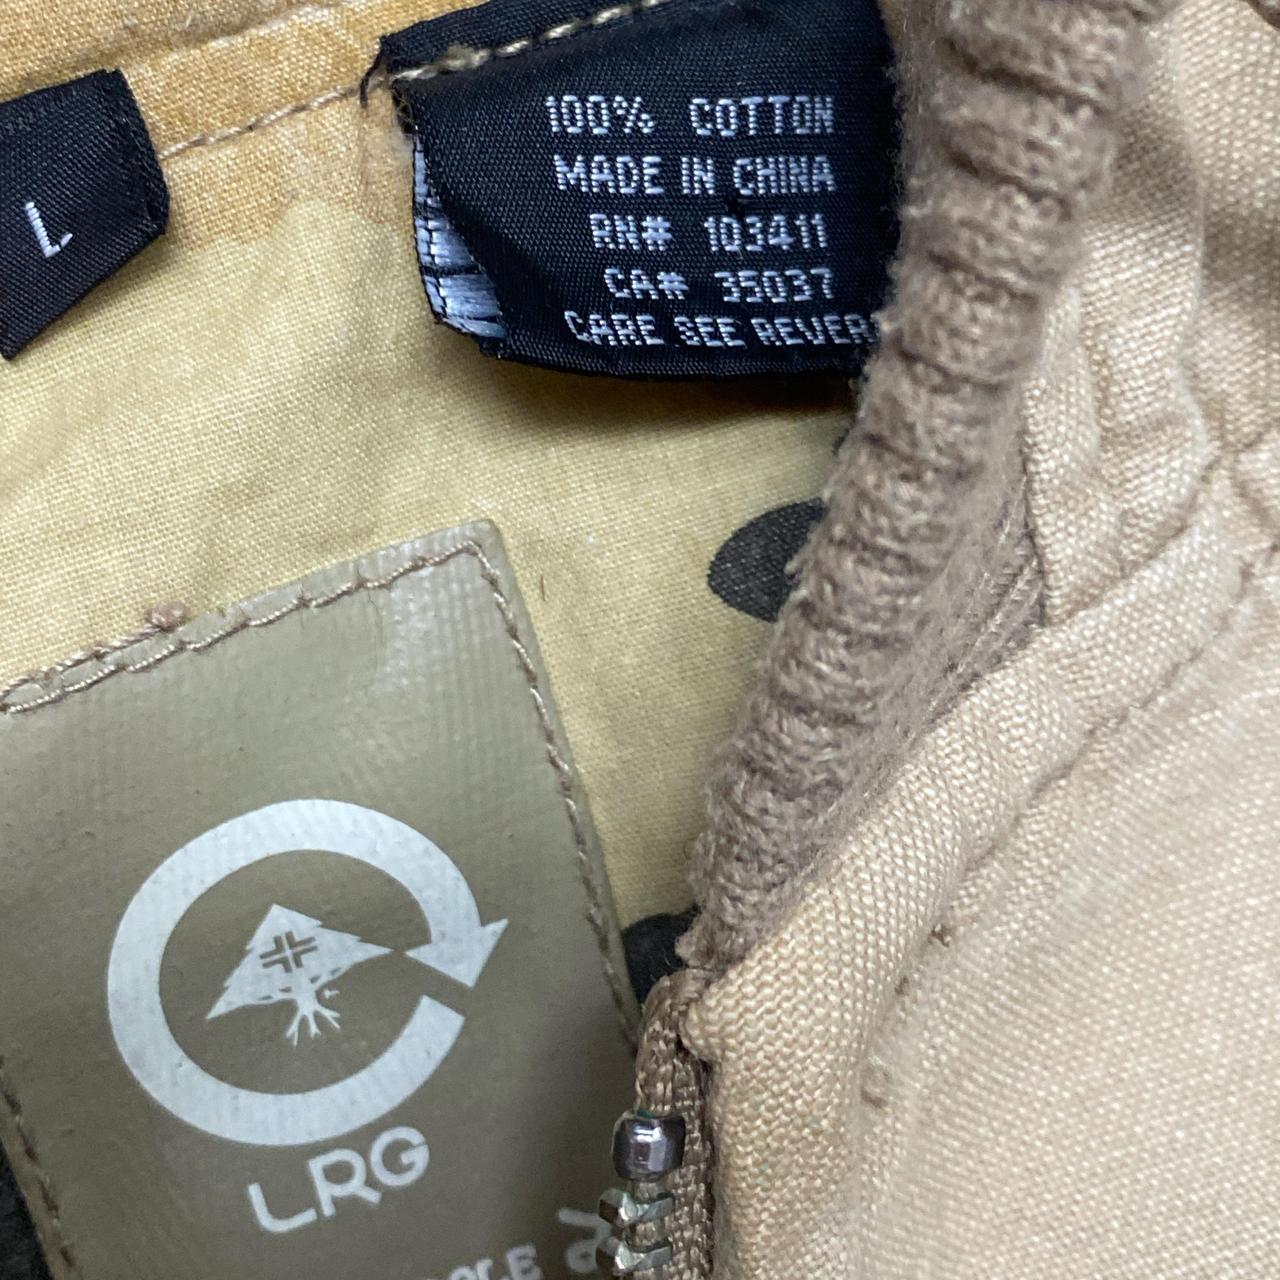 L
100% COTTON
MADE IN CHINA
RN# 103411
CA# 35037
CARE SEE REVER
LRG